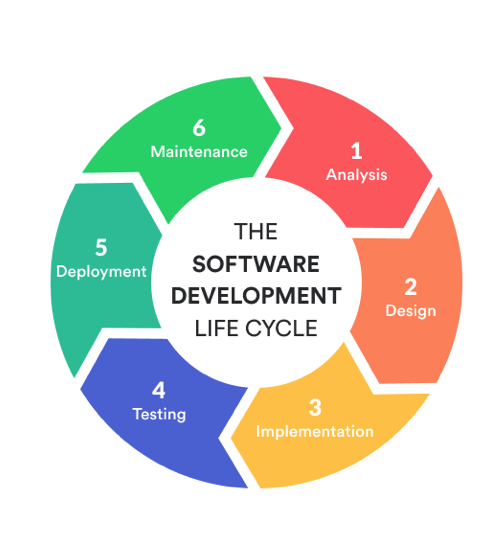 THE
SOFTWARE
DEVELOPMENT
LIFE CYCLE
1
Analysis
2
Design
3
Implementation
4
Testing
5
Deployment
6
Maintenance